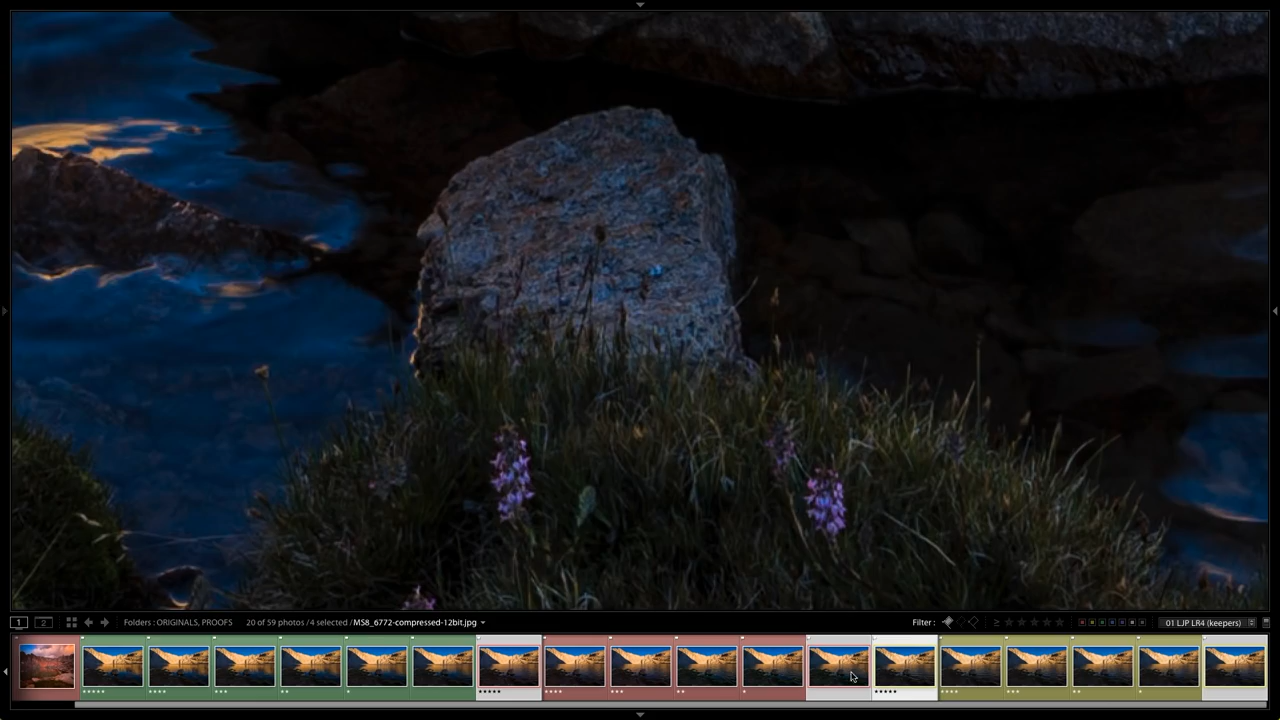 1 2 Folders : ORIGINALS, PROOFS 20 of 59 photos /4 selected /MS8_6772-compressed-12bit.jpg Filter : 01 LJP LR4 (keepers)